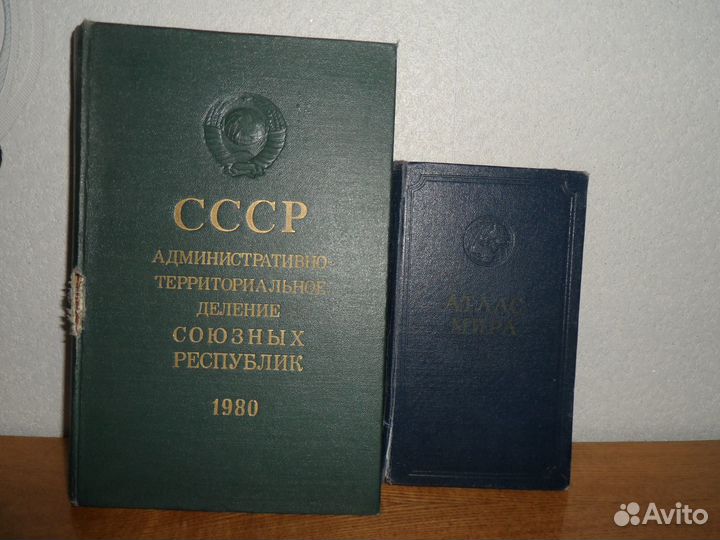 СССР
АДМИНИСТРАТИВНО-
ТЕРРИТОРИАЛЬНОЕ
ДЕЛЕНИЕ
СОЮЗНЫХ
РЕСПУБЛИК
1980
АТЛАС
МИРА
Avito